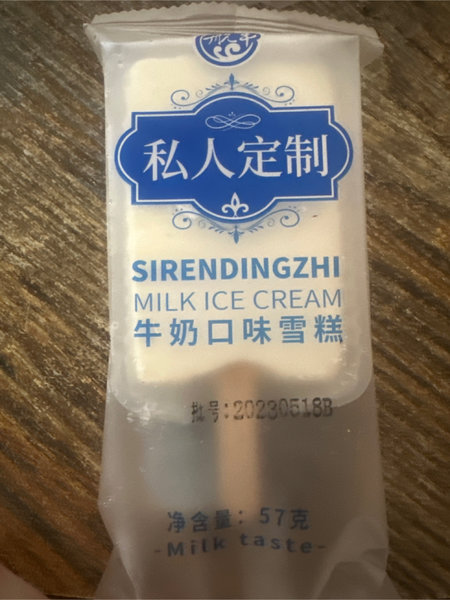 私人定制
SIRENDINGZHI
MILK ICE CREAM
牛奶口味雪糕
批号:20230518B
净含量：57克
-Milk taste-